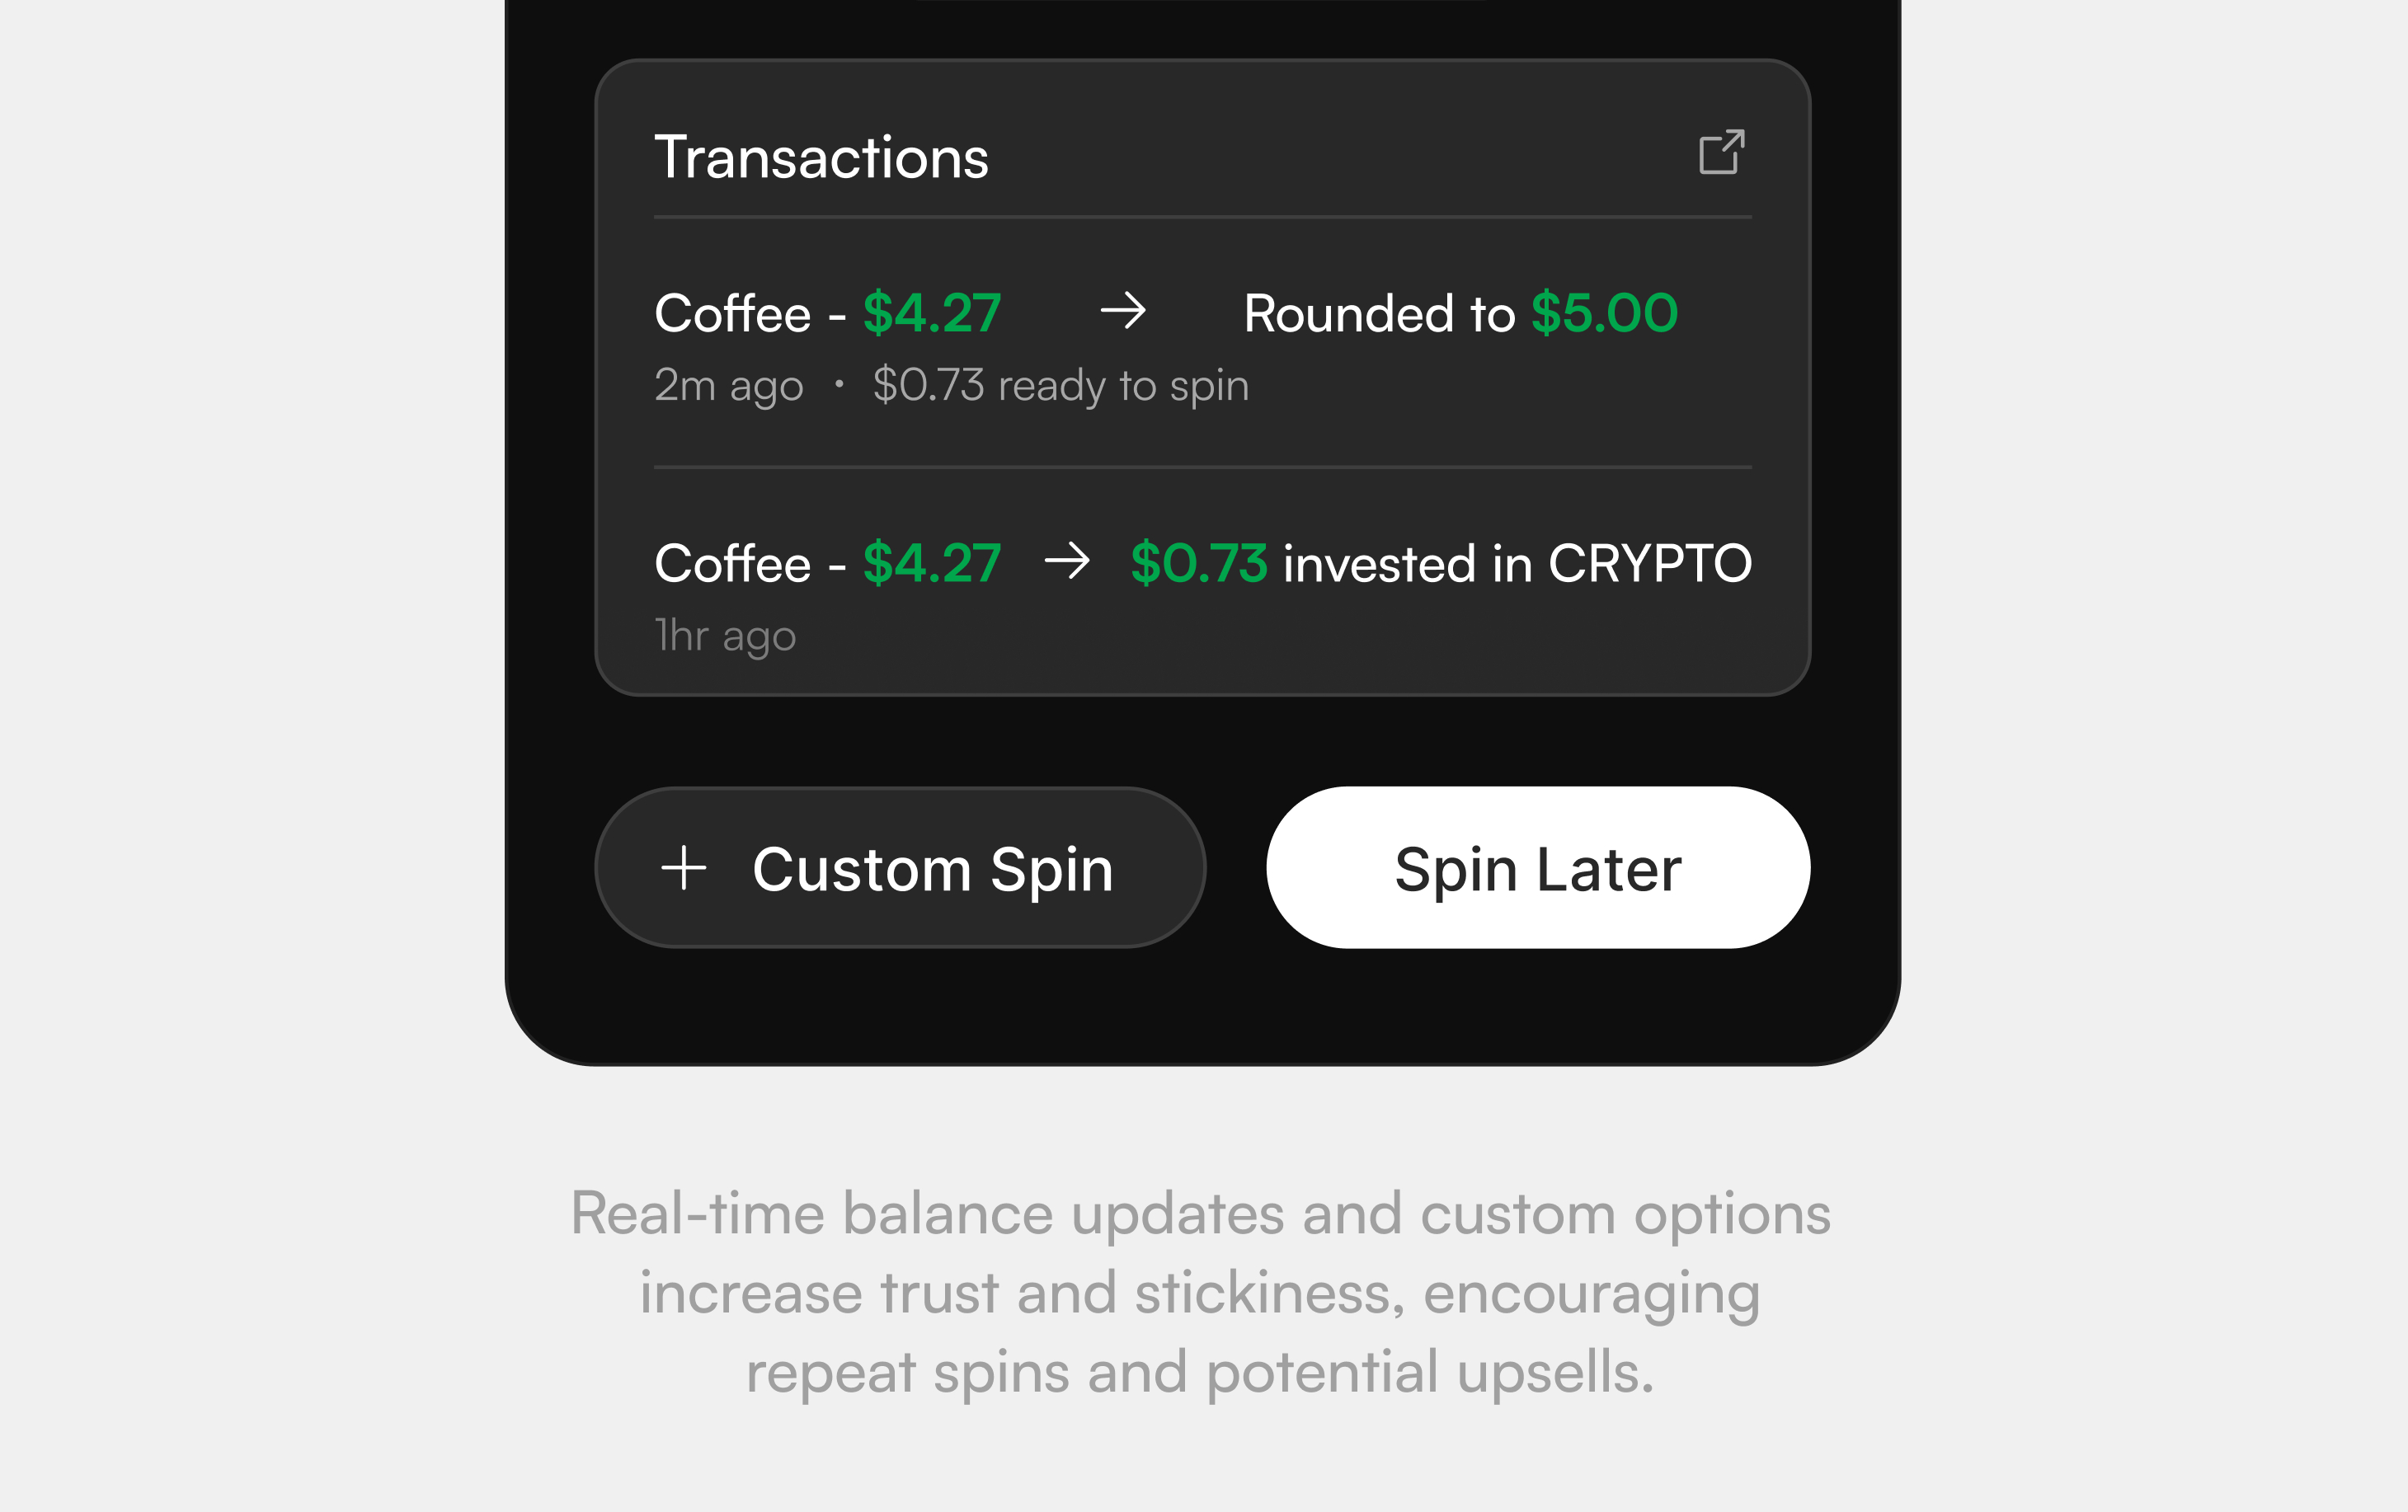 Transactions
Coffee - $4.27 → Rounded to $5.00
2m ago • $0.73 ready to spin
Coffee - $4.27 → $0.73 invested in CRYPTO
1hr ago
Custom Spin
Spin Later
Real-time balance updates and custom options
increase trust and stickiness, encouraging
repeat spins and potential upsells.